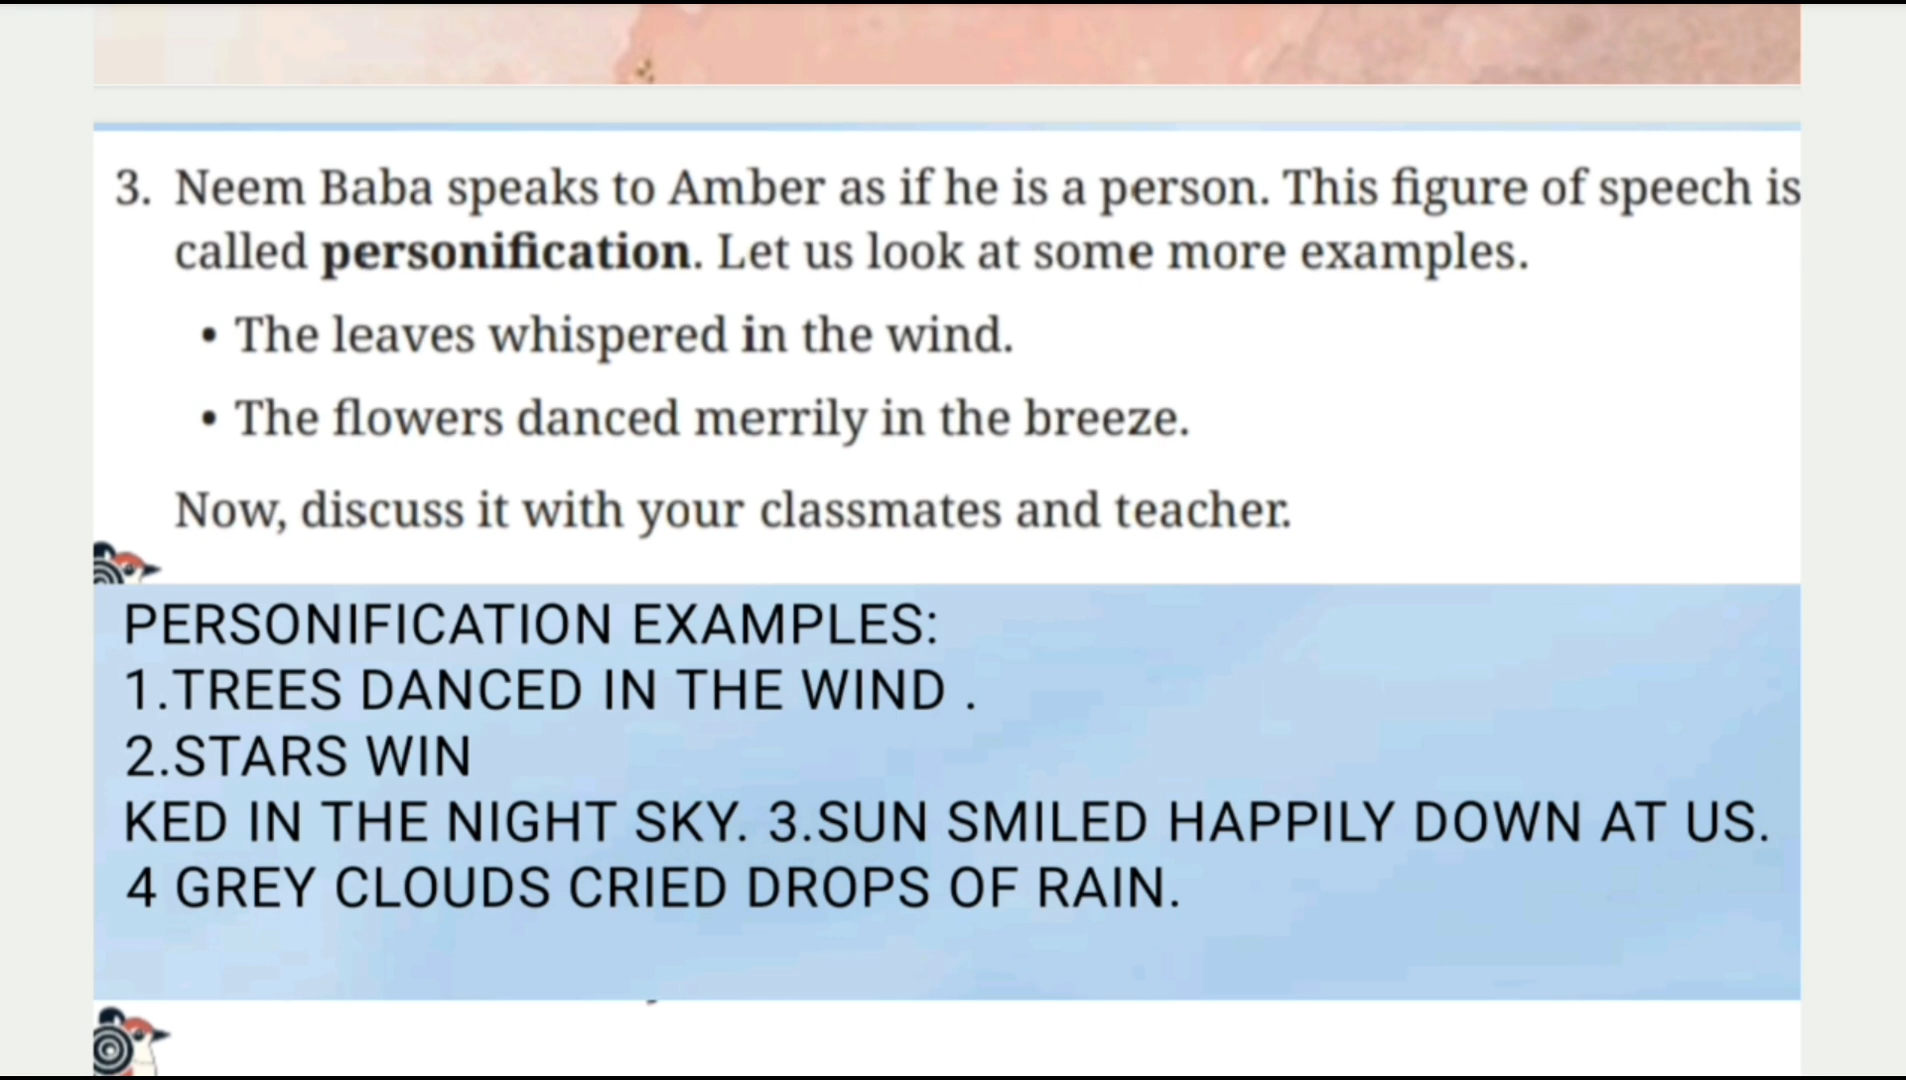 3. Neem Baba speaks to Amber as if he is a person. This figure of speech is
called personification. Let us look at some more examples.
• The leaves whispered in the wind.
• The flowers danced merrily in the breeze.
Now, discuss it with your classmates and teacher.
PERSONIFICATION EXAMPLES:
1.TREES DANCED IN THE WIND .
2.STARS WIN
KED IN THE NIGHT SKY. 3.SUN SMILED HAPPILY DOWN AT US.
4 GREY CLOUDS CRIED DROPS OF RAIN.